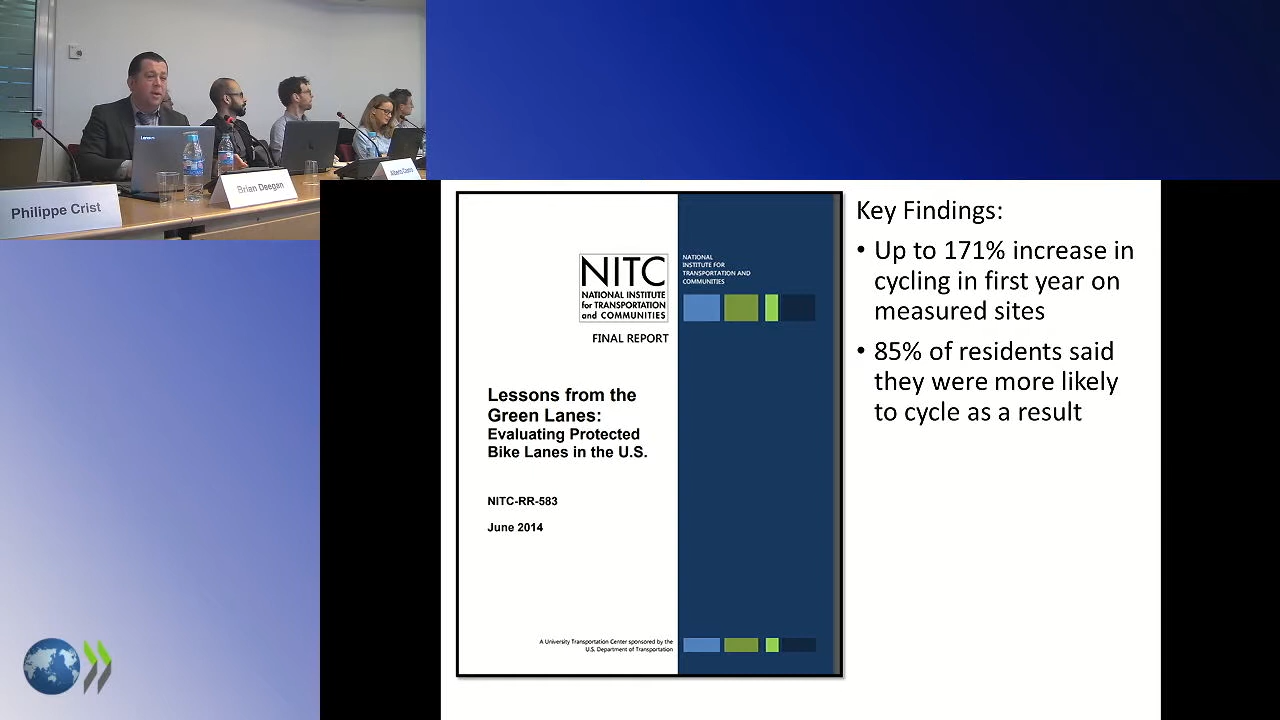 Lenovo
Philippe Crist
Brian Deegan
Alberto Castro
NITC
NATIONAL INSTITUTE
for TRANSPORTATION
and COMMUNITIES
FINAL REPORT
Lessons from the
Green Lanes:
Evaluating Protected
Bike Lanes in the U.S.
NITC-RR-583
June 2014
A University Transportation Center sponsored by the
U.S. Department of Transportation
NATIONAL
INSTITUTE FOR
TRANSPORTATION AND
COMMUNITIES
Key Findings:
• Up to 171% increase in
cycling in first year on
measured sites
• 85% of residents said
they were more likely
to cycle as a result